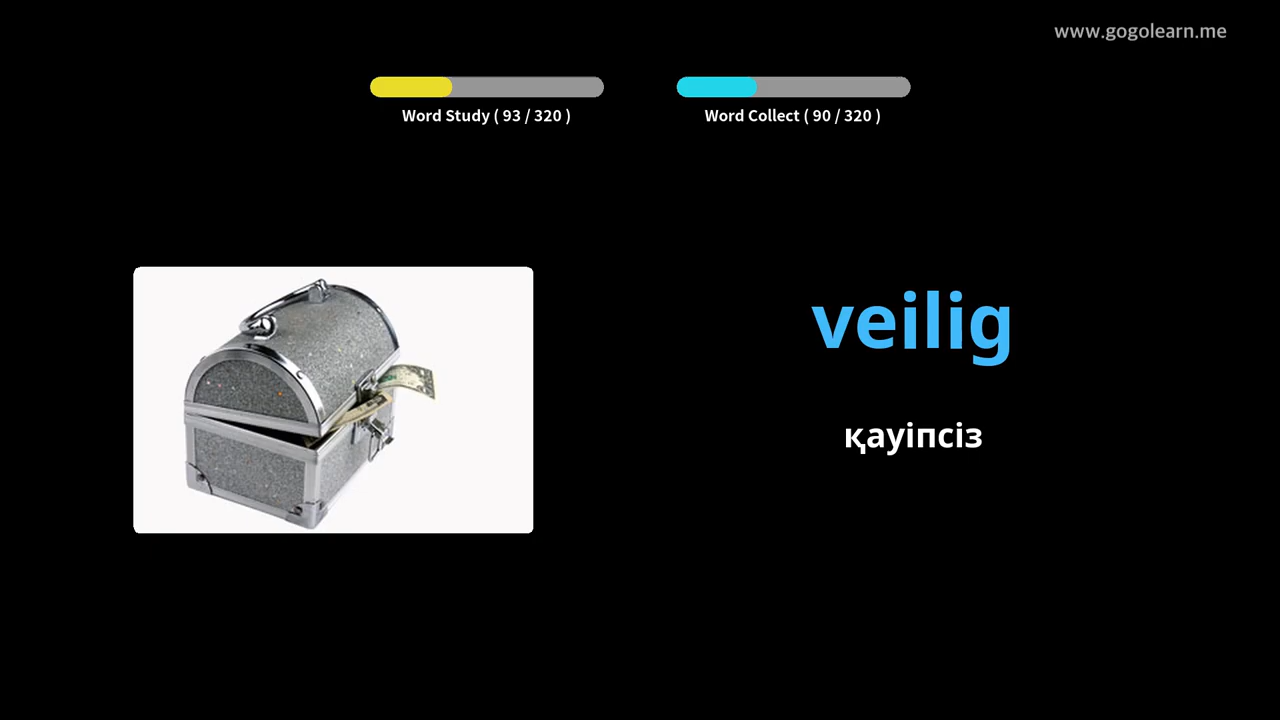 www.gogolearn.me
Word Study ( 93 / 320 )
Word Collect ( 90 / 320 )
veilig
қауіпсіз